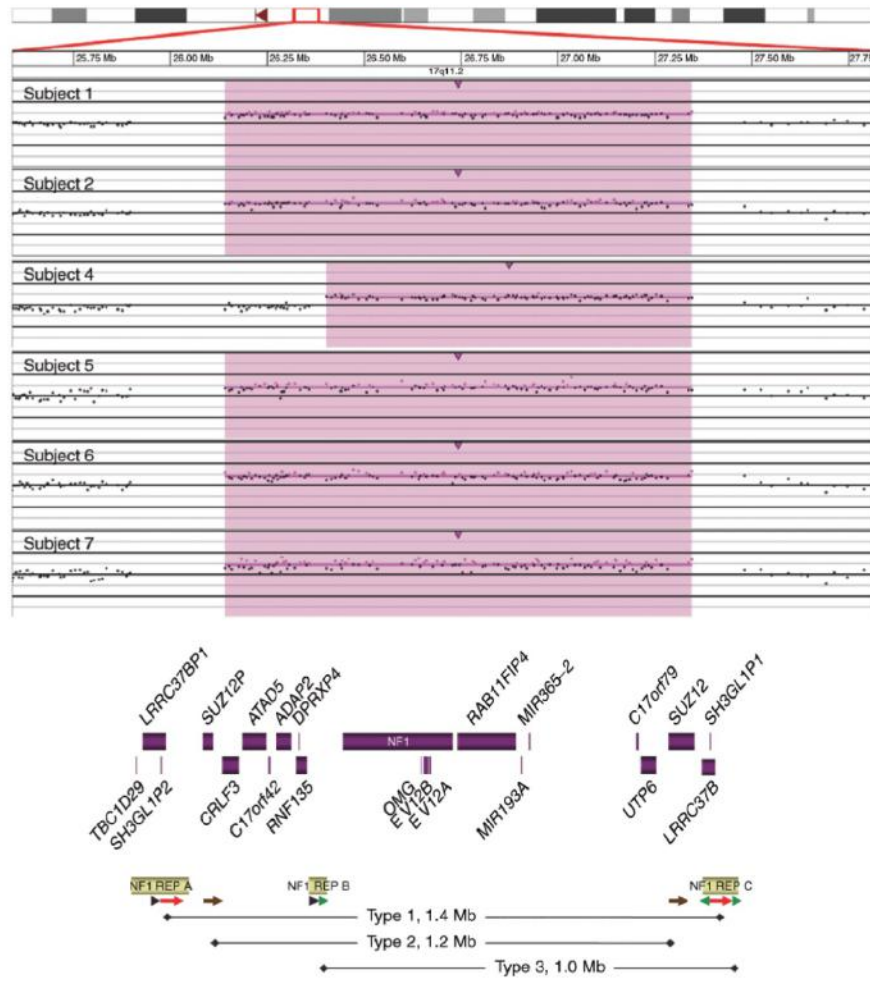 25.75 Mb 26.00 Mb 26.25 Mb 26.50 Mb 26.75 Mb 27.00 Mb 27.25 Mb 27.50 Mb 27.75
17q11.2
Subject 1
Subject 2
Subject 4
Subject 5
Subject 6
Subject 7
LRRC37BP1 SUZ12P ATAD5 ADAP2 DPRXP4 RAB11FIP4 MIR365-2 C17orf79 SUZ12 SH3GL1P1
NF1
TBC1D29 SH3GL1P2 CRLF3 C17orf42 RNF135 OMG EVI2B EVI2A MIR193A UTP6 LRRC37B
NF1 REP A NF1 REP B NF1 REP C
Type 1, 1.4 Mb
Type 2, 1.2 Mb
Type 3, 1.0 Mb